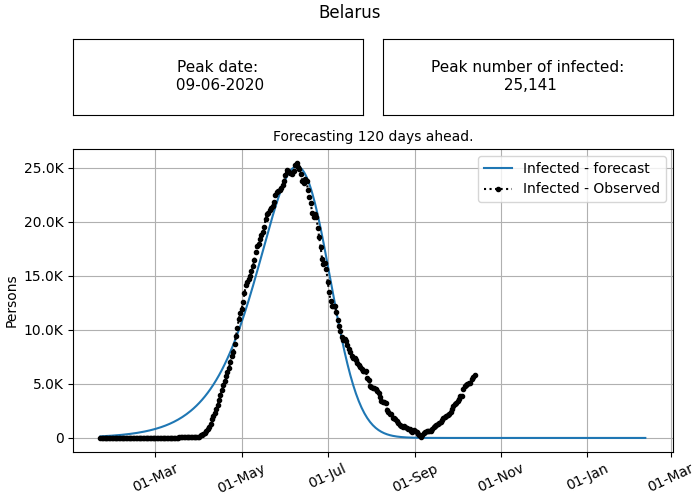 Belarus
Peak date:
09-06-2020
Peak number of infected:
25,141
Forecasting 120 days ahead.
Infected - forecast
Infected - Observed
Persons
25.0K
20.0K
15.0K
10.0K
5.0K
0
01-Mar
01-May
01-Jul
01-Sep
01-Nov
01-Jan
01-Mar